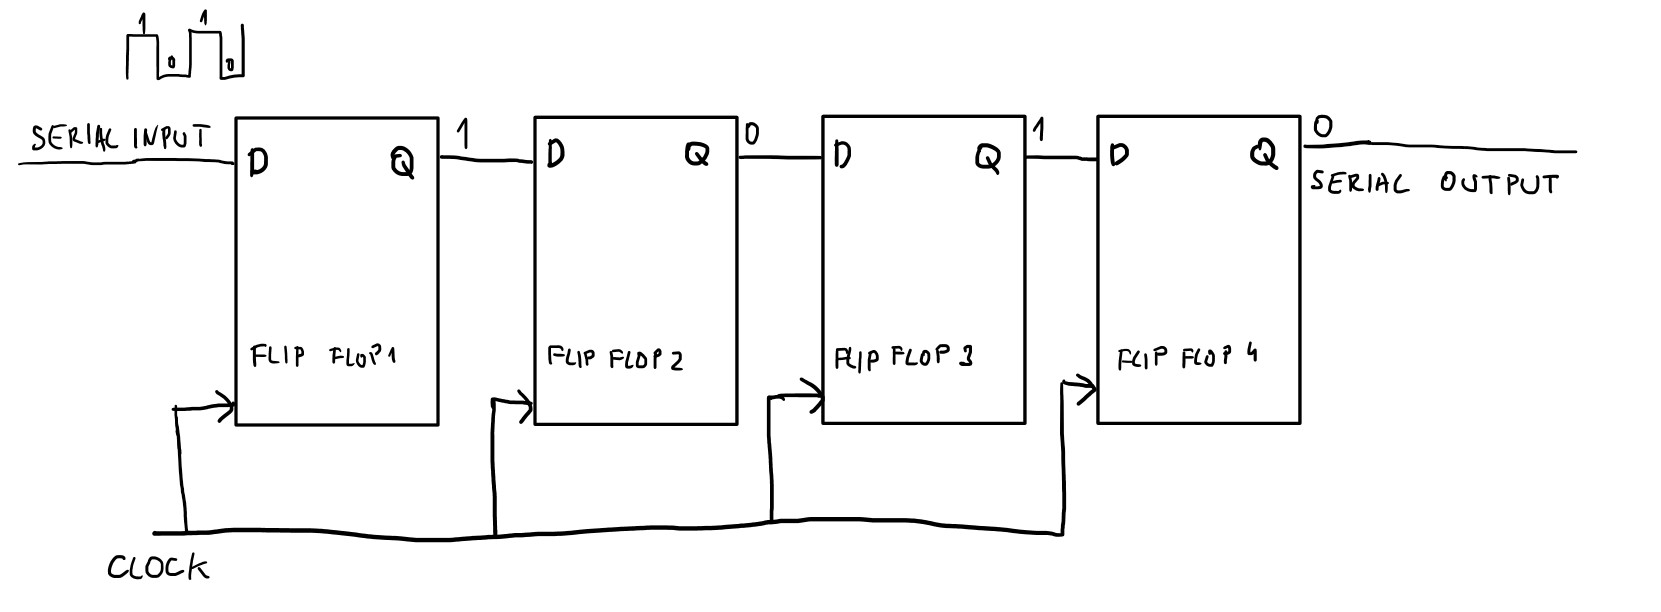 1 1
0 0
SERIAL INPUT
1 0 1 0
D Q D Q D Q D Q
SERIAL OUTPUT
FLIP FLOP 1
FLIP FLOP 2
FLIP FLOP 3
FLIP FLOP 4
CLOCK